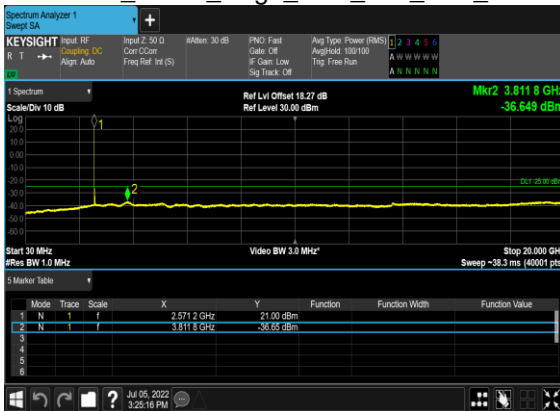 Spectrum Analyzer 1
Swept SA
+
KEYSIGHT Input: RF Input Z: 50 Ω #Atten: 30 dB PNO: Fast Avg Type: Power (RMS) 1 2 3 4 5 6
R T Coupling: DC Corr CCorr Gate: Off Avg|Hold: 100/100 A W W W W W
Align: Auto Freq Ref: Int (S) IF Gain: Low Trig: Free Run
Sig Track: Off A N N N N N
1 Spectrum Ref Lvl Offset 18.27 dB Mkr2 3.811 8 GHz
Scale/Div 10 dB Ref Level 30.00 dBm -36.649 dBm
Log
20.0
10.0
0.00
-10.0
-20.0
-30.0
-40.0
-50.0
-60.0
1
2
Start 30 MHz Video BW 3.0 MHz* Stop 20.000 GHz
#Res BW 1.0 MHz Sweep ~38.3 ms (40001 pts)
5 Marker Table
Mode Trace Scale X Y Function Function Width Function Value
1 N 1 f 2.571 2 GHz 21.00 dBm
2 N 1 f 3.811 8 GHz -36.65 dBm
3
4
5
6
? Jul 05, 2022
3:25:16 PM